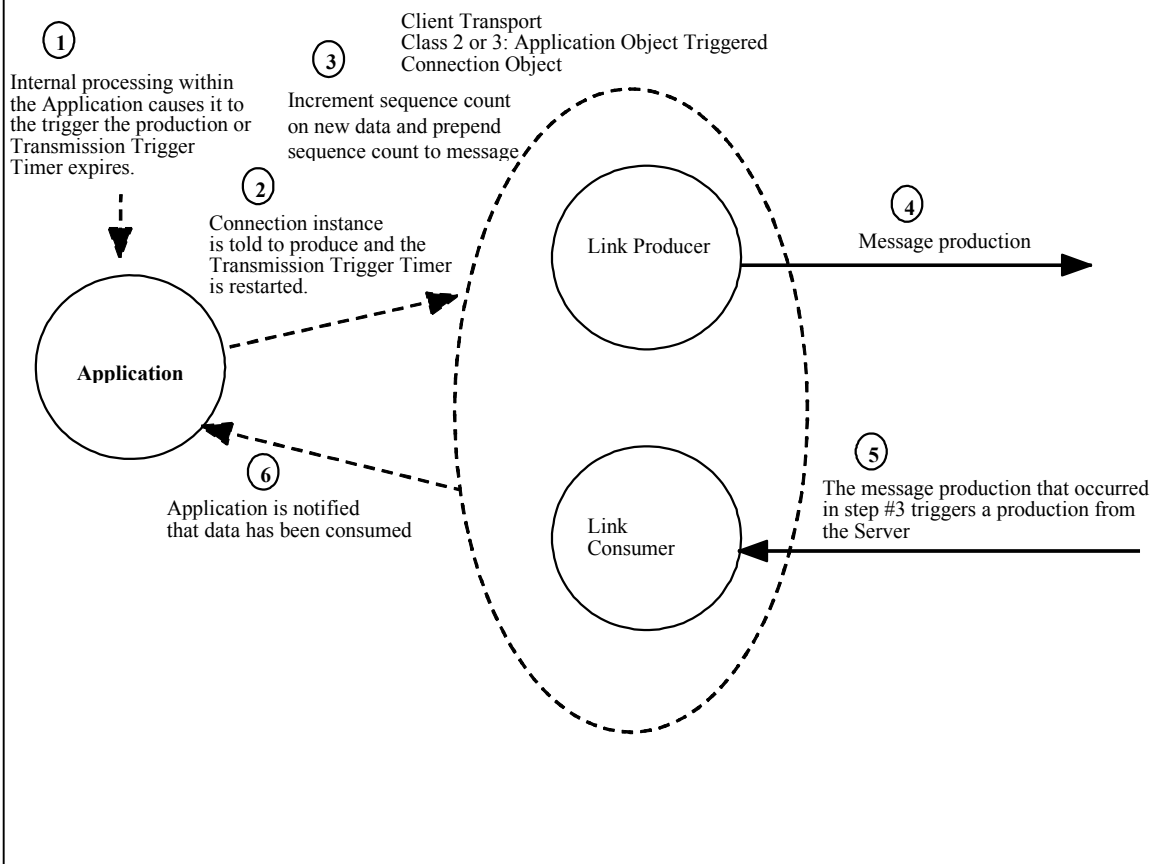 Client Transport
Class 2 or 3: Application Object Triggered
Connection Object
1
Internal processing within
the Application causes it to
the trigger the production or
Transmission Trigger
Timer expires.
3
Increment sequence count
on new data and prepend
sequence count to message
2
Connection instance
is told to produce and the
Transmission Trigger Timer
is restarted.
Link Producer
4
Message production
Application
5
The message production that occurred
in step #3 triggers a production from
the Server
6
Application is notified
that data has been consumed
Link
Consumer